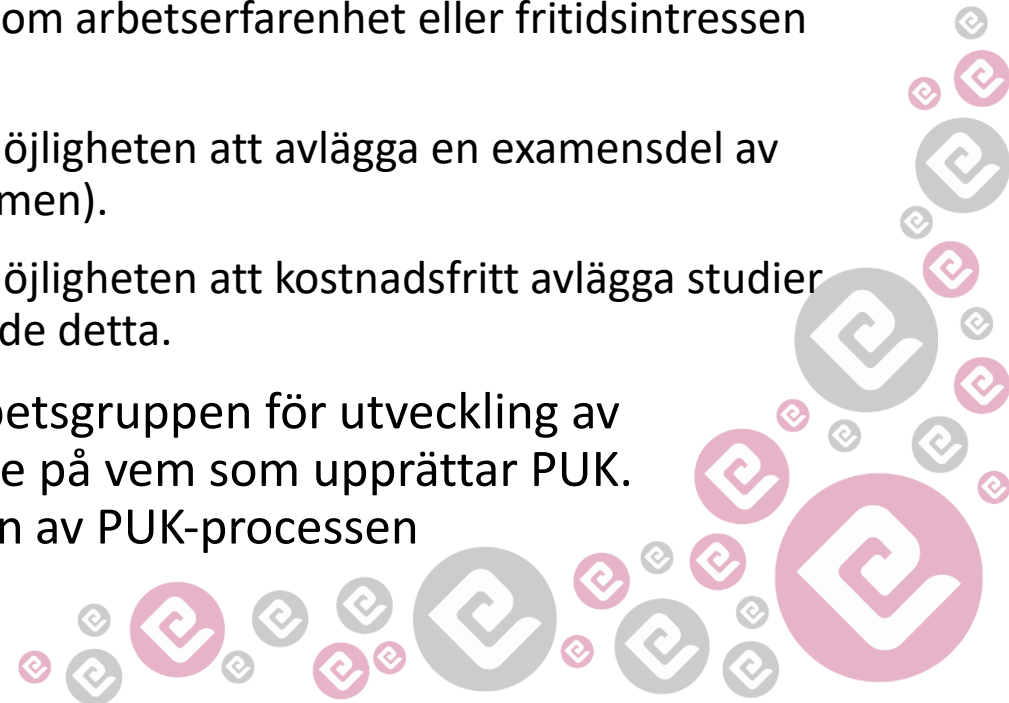 om arbetserfarenhet eller fritidsintressen
öjligheten att avlägga en examensdel av
men).
öjligheten att kostnadsfritt avlägga studier
de detta.
betsgruppen för utveckling av
e på vem som upprättar PUK.
n av PUK-processen